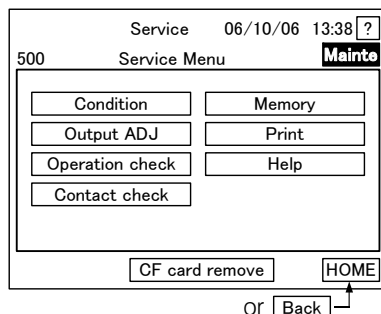 Service 06/10/06 13:38 ?
500 Service Menu Mainte
Condition Memory
Output ADJ Print
Operation check Help
Contact check
CF card remove HOME
or Back